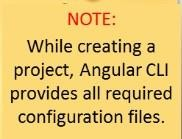 NOTE:
While creating a
project, Angular CLI
provides all required
configuration files.